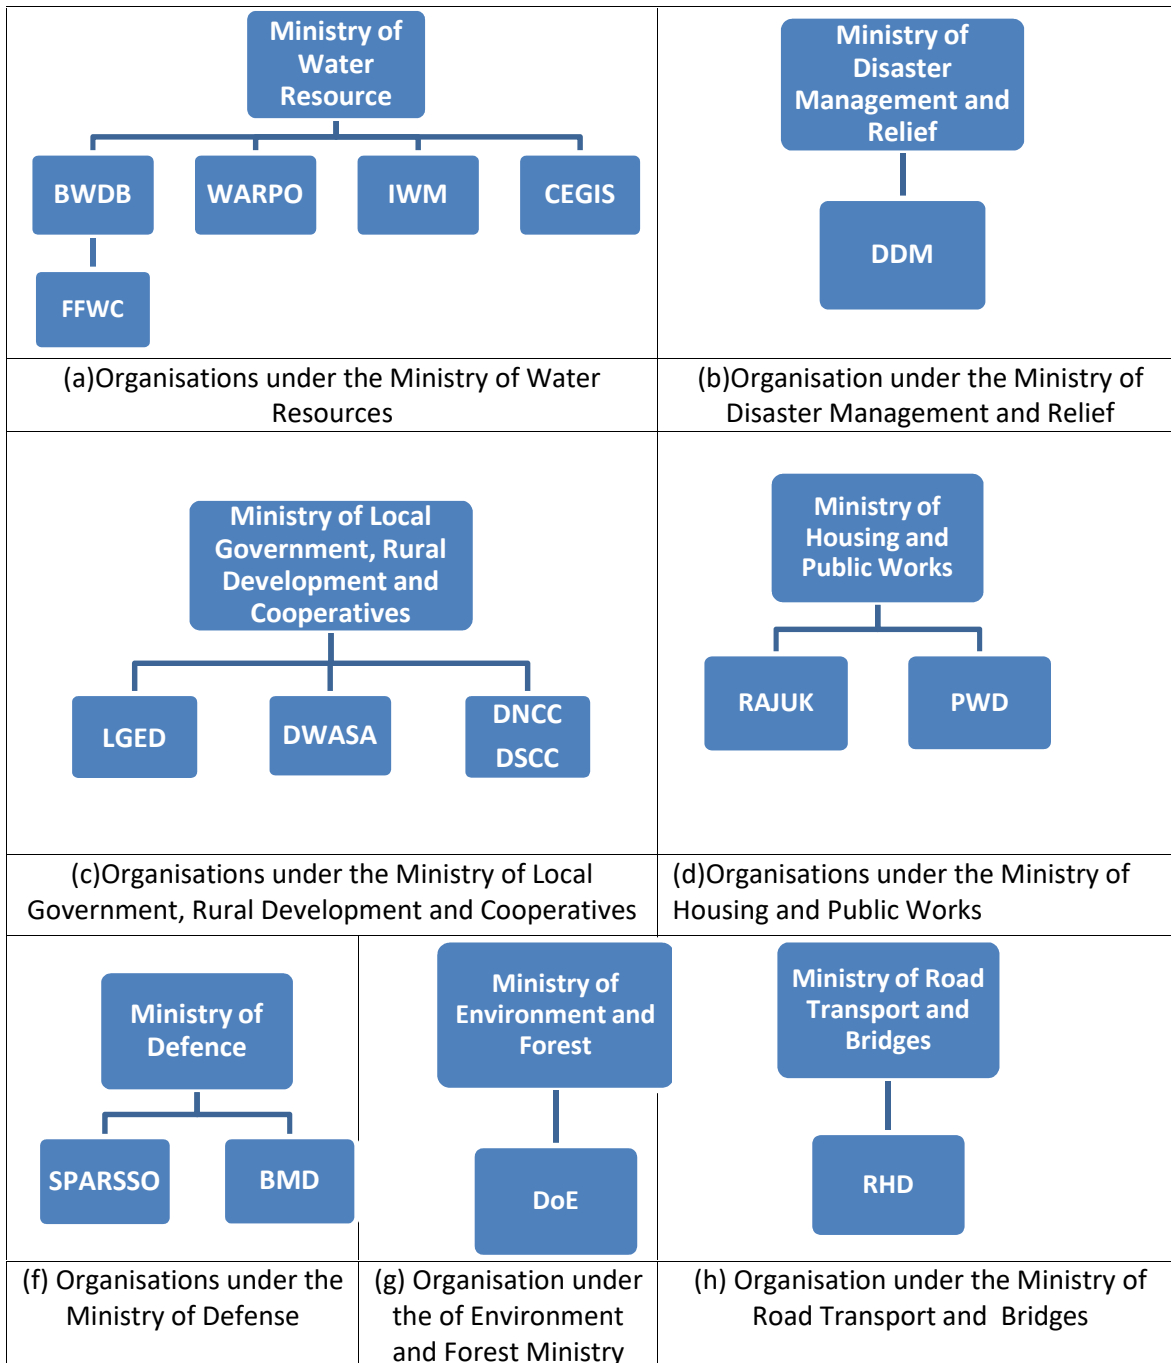 Ministry of
Water
Resource
BWDB
WARPO
IWM
CEGIS
FFWC
(a)Organisations under the Ministry of Water
Resources
Ministry of
Disaster
Management and
Relief
DDM
(b)Organisation under the Ministry of
Disaster Management and Relief
Ministry of Local
Government, Rural
Development and
Cooperatives
LGED
DWASA
DNCC
DSCC
(c)Organisations under the Ministry of Local
Government, Rural Development and Cooperatives
Ministry of
Housing and
Public Works
RAJUK
PWD
(d)Organisations under the Ministry of
Housing and Public Works
Ministry of
Defence
SPARSSO
BMD
(f) Organisations under the
Ministry of Defense
Ministry of
Environment and
Forest
DoE
(g) Organisation under
the of Environment
and Forest Ministry
Ministry of Road
Transport and
Bridges
RHD
(h) Organisation under the Ministry of
Road Transport and Bridges